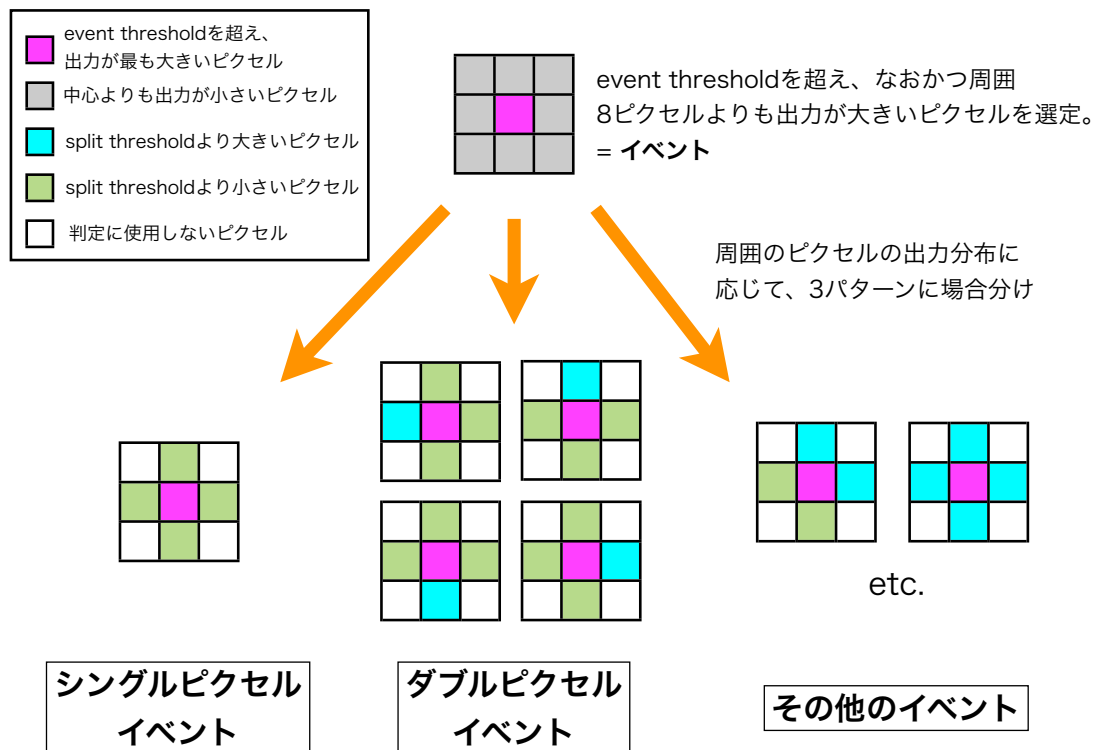 event thresholdを超え、
出力が最も大きいピクセル
中心よりも出力が小さいピクセル
split thresholdより大きいピクセル
split thresholdより小さいピクセル
判定に使用しないピクセル
event thresholdを超え、なおかつ周囲
8ピクセルよりも出力が大きいピクセルを選定。
= イベント
周囲のピクセルの出力分布に
応じて、3パターンに場合分け
etc.
シングルピクセル
イベント
ダブルピクセル
イベント
その他のイベント